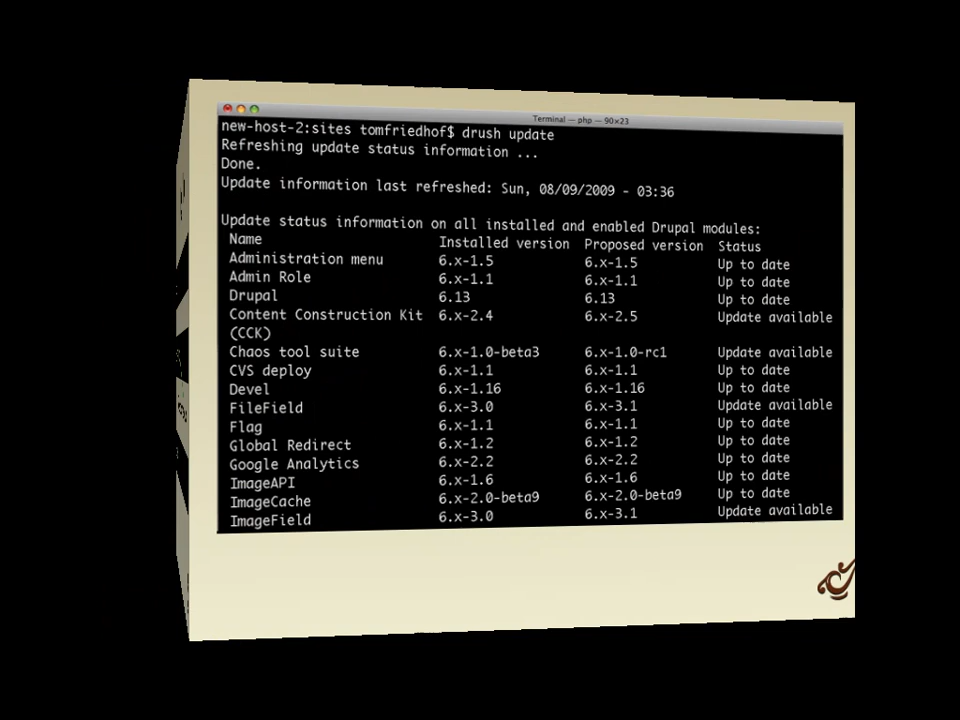 Terminal — php — 90×23
new-host-2:sites tomfriedhof$ drush update
Refreshing update status information ...
Done.
Update information last refreshed: Sun, 08/09/2009 - 03:36
Update status information on all installed and enabled Drupal modules:
Name Installed version Proposed version Status
Administration menu 6.x-1.5 6.x-1.5 Up to date
Admin Role 6.x-1.1 6.x-1.1 Up to date
Drupal 6.13 6.13 Up to date
Content Construction Kit 6.x-2.4 6.x-2.5 Update available
(CCK)
Chaos tool suite 6.x-1.0-beta3 6.x-1.0-rc1 Update available
CVS deploy 6.x-1.1 6.x-1.1 Up to date
Devel 6.x-1.16 6.x-1.16 Up to date
FileField 6.x-3.0 6.x-3.1 Update available
Flag 6.x-1.1 6.x-1.1 Up to date
Global Redirect 6.x-1.2 6.x-1.2 Up to date
Google Analytics 6.x-2.2 6.x-2.2 Up to date
ImageAPI 6.x-1.6 6.x-1.6 Up to date
ImageCache 6.x-2.0-beta9 6.x-2.0-beta9 Up to date
ImageField 6.x-3.0 6.x-3.1 Update available